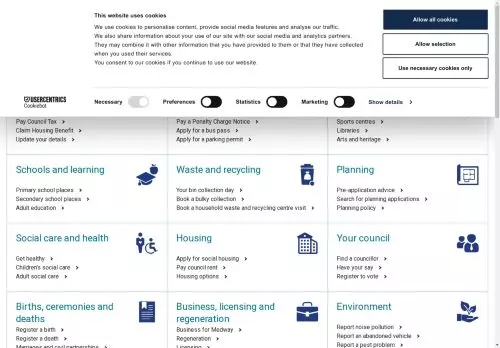 This website uses cookies
We use cookies to personalise content, provide social media features and analyse our traffic.
We also share information about your use of our site with our social media and analytics partners.
They may combine it with other information that you have provided to them or that they have collected
when you used their services.
You consent to our cookies if you continue to use our website.
Allow all cookies
Allow selection
Use necessary cookies only
USERCENTRICS
Cookiebot
Necessary
Preferences
Statistics
Marketing
Show details
Pay Council Tax
Claim Housing Benefit
Update your details
Pay a Penalty Charge Notice
Apply for a bus pass
Apply for a parking permit
Sports centres
Libraries
Arts and heritage
Schools and learning
Primary school places
Secondary school places
Adult education
Waste and recycling
Your bin collection day
Book a bulky collection
Book a household waste and recycling centre visit
Planning
Pre-application advice
Search for planning applications
Planning policy
Social care and health
Get healthy
Children's social care
Adult social care
Housing
Apply for social housing
Pay council rent
Housing options
Your council
Find a councillor
Have your say
Register to vote
Births, ceremonies and
deaths
Register a birth
Register a death
Marriages and civil partnerships
Business, licensing and
regeneration
Business for Medway
Regeneration
Licensing
Environment
Report noise pollution
Report an abandoned vehicle
Report a pest problem